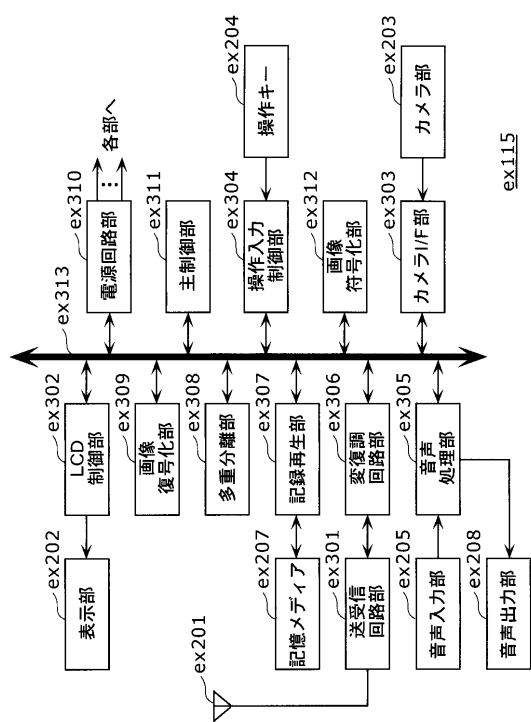 ex201
ex202
表示部
ex302
LCD
制御部
ex309
画像
復号化部
ex308
多重分離部
ex207
記憶メディア
ex307
記録再生部
ex301
送受信
回路部
ex306
変復調
回路部
ex205
音声入力部
ex305
音声
処理部
ex208
音声出力部
ex313
ex310
電源回路部
各部へ
ex311
主制御部
ex304
操作入力
制御部
ex204
操作キー
ex312
画像
符号化部
ex303
カメラI/F部
ex203
カメラ部
ex115